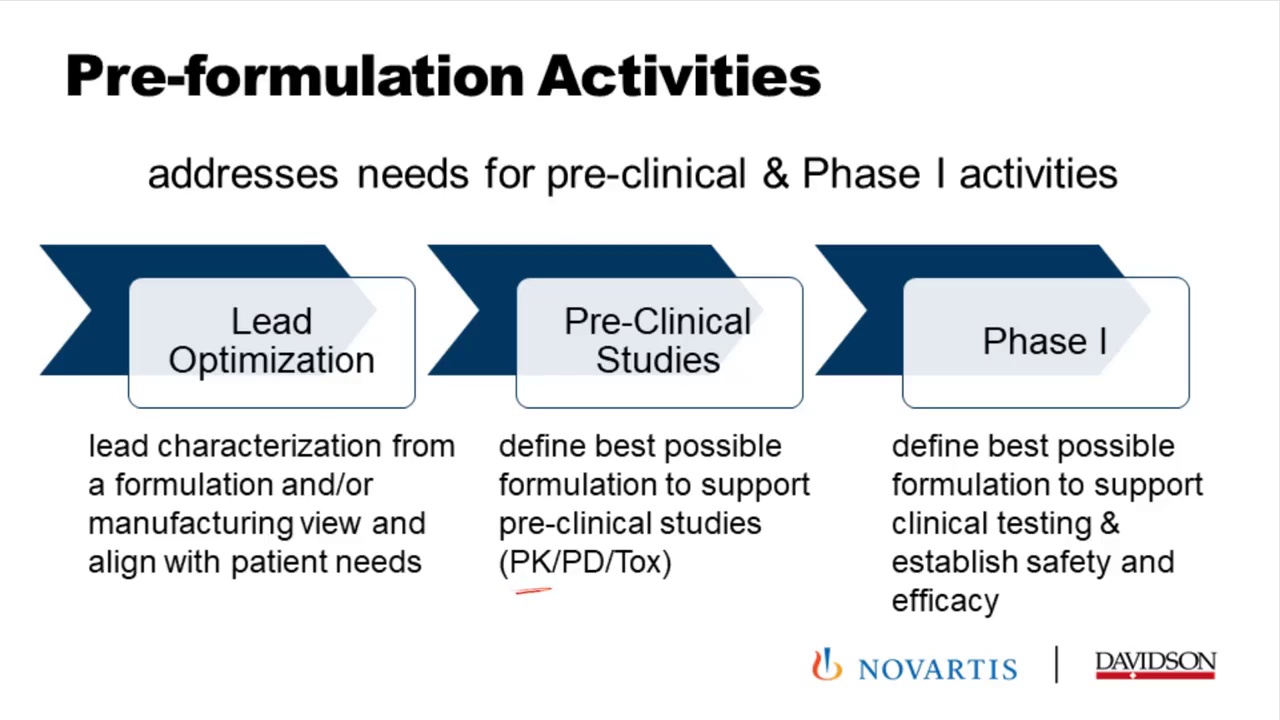 Pre-formulation Activities
addresses needs for pre-clinical & Phase I activities
Lead
Optimization
lead characterization from
a formulation and/or
manufacturing view and
align with patient needs
Pre-Clinical
Studies
define best possible
formulation to support
pre-clinical studies
(PK/PD/Tox)
Phase I
define best possible
formulation to support
clinical testing &
establish safety and
efficacy
NOVARTIS
DAVIDSON